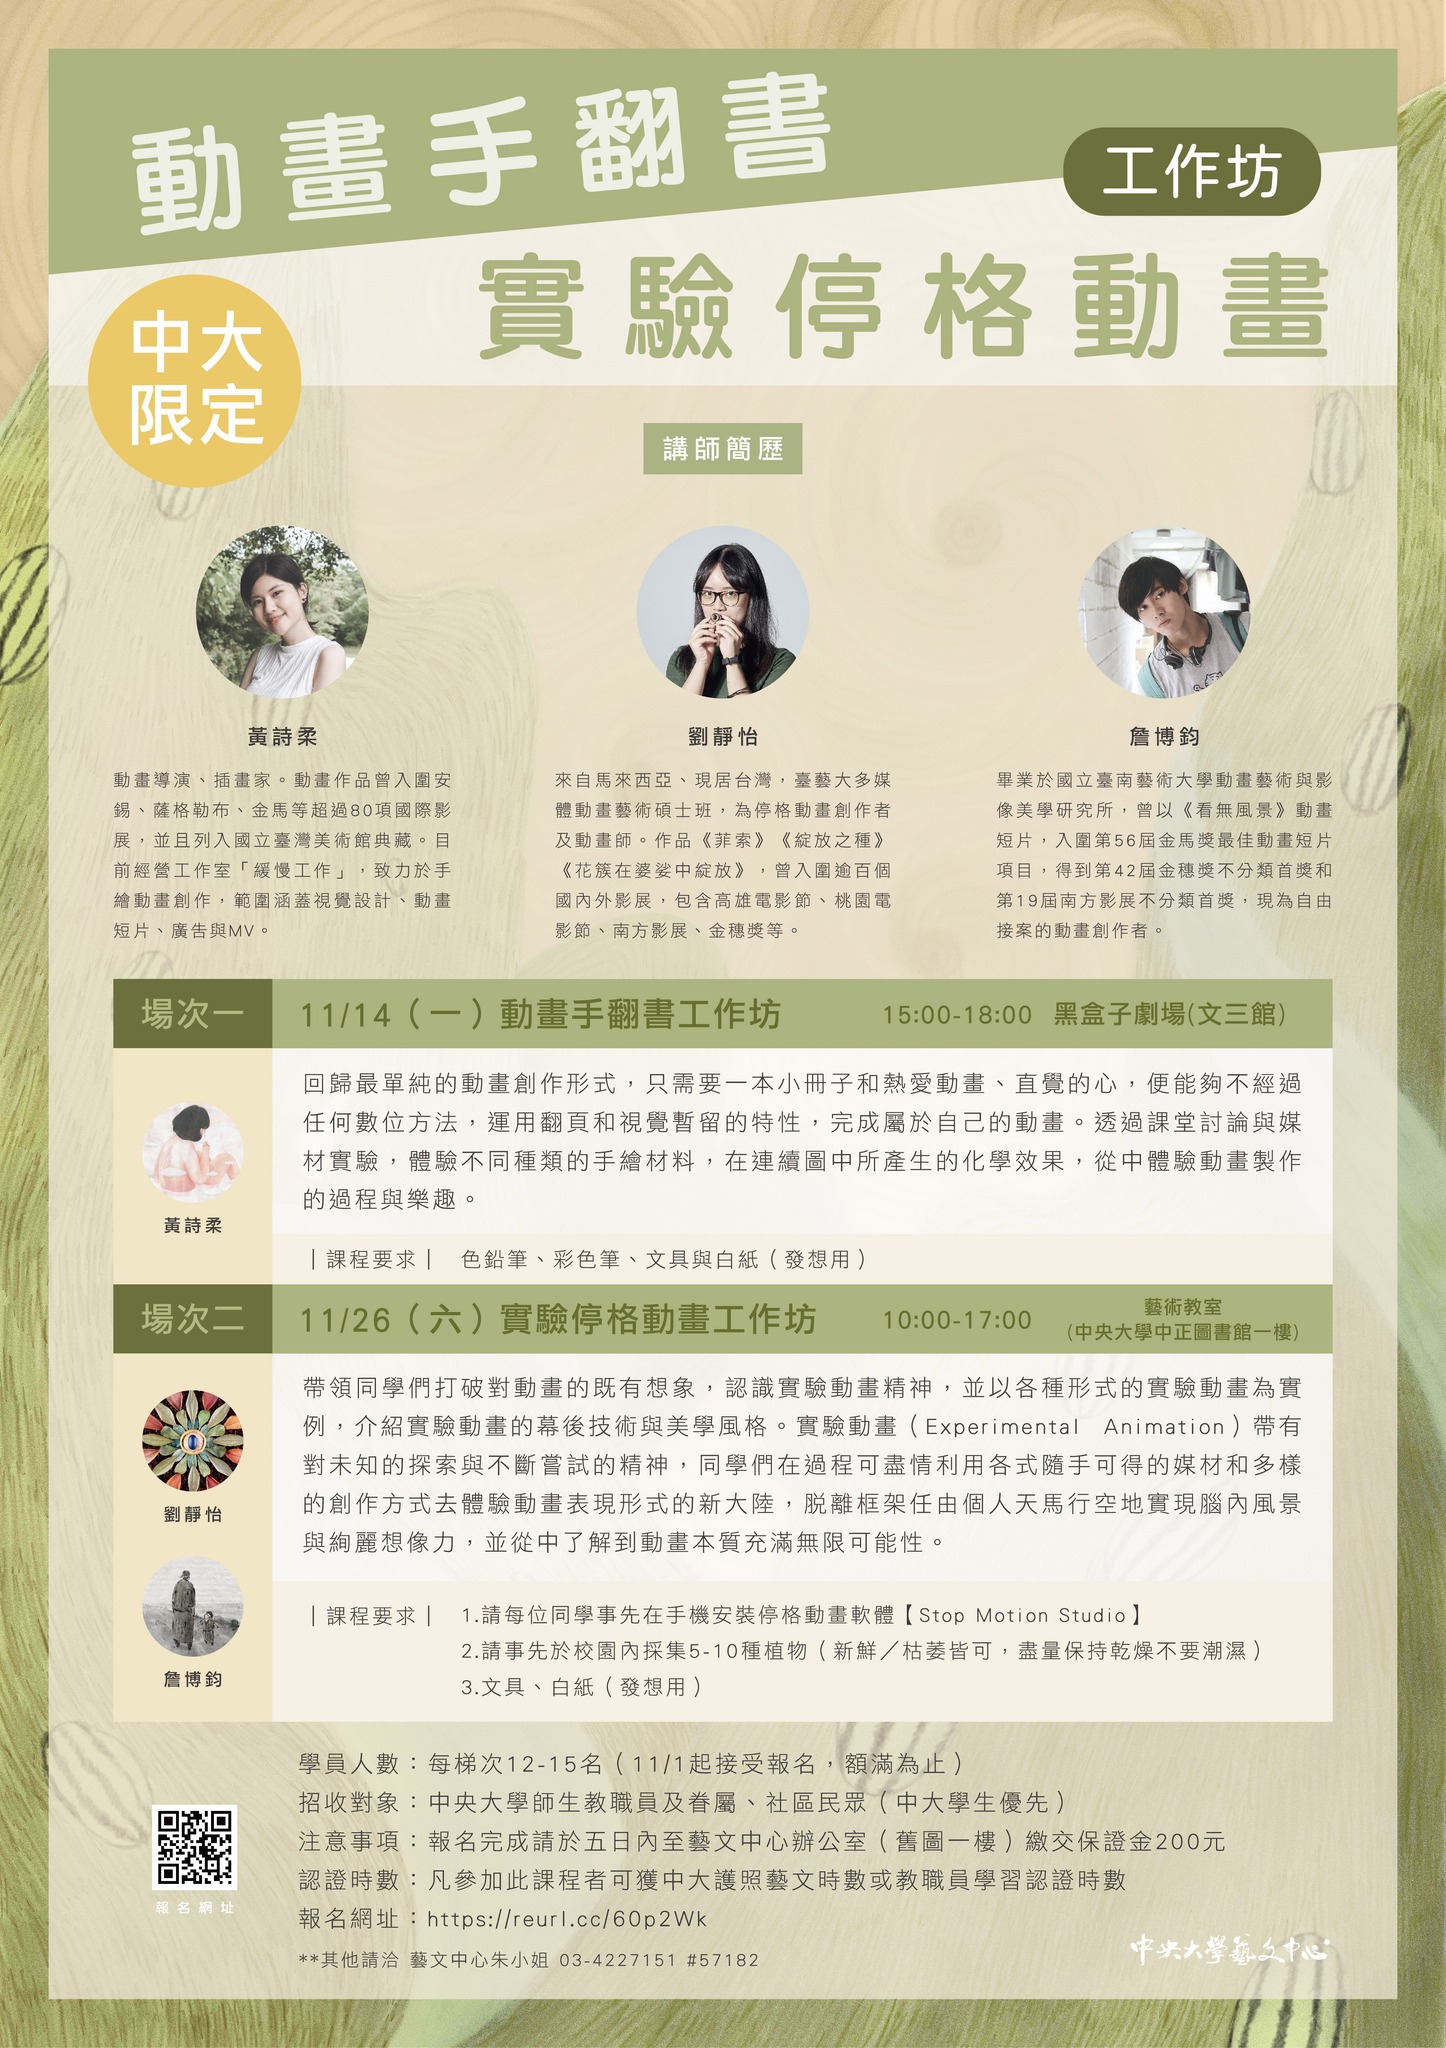 動畫手翻書
工作坊
實驗停格動畫
中大
限定
講師簡歷
黃詩柔
動畫導演、插畫家。動畫作品曾入圍安
錫、薩格勒布、金馬等超過80項國際影
展，並且列入國立臺灣美術館典藏。目
前經營工作室「緩慢工作」，致力於手
繪動畫創作，範圍涵蓋視覺設計、動畫
短片、廣告與MV。
劉靜怡
來自馬來西亞、現居台灣，臺藝大多媒
體動畫藝術碩士班，為停格動畫創作者
及動畫師。作品《菲索》《綻放之種》
《花簇在婆娑中綻放》，曾入圍逾百個
國內外影展，包含高雄電影節、桃園電
影節、南方影展、金穗獎等。
詹博鈞
畢業於國立臺南藝術大學動畫藝術與影
像美學研究所，曾以《看無風景》動畫
短片，入圍第56屆金馬獎最佳動畫短片
項目，得到第42屆金穗獎不分類首獎和
第19屆南方影展不分類首獎，現為自由
接案的動畫創作者。
場次一 11/14（一）動畫手翻書工作坊 15:00-18:00 黑盒子劇場(文三館)
回歸最單純的動畫創作形式，只需要一本小冊子和熱愛動畫、直覺的心，便能夠不經過
任何數位方法，運用翻頁和視覺暫留的特性，完成屬於自己的動畫。透過課堂討論與媒
材實驗，體驗不同種類的手繪材料，在連續圖中所產生的化學效果，從中體驗動畫製作
的過程與樂趣。
黃詩柔
｜課程要求｜ 色鉛筆、彩色筆、文具與白紙（發想用）
場次二 11/26（六）實驗停格動畫工作坊 10:00-17:00 藝術教室
(中央大學中正圖書館一樓)
帶領同學們打破對動畫的既有想象，認識實驗動畫精神，並以各種形式的實驗動畫為實
例，介紹實驗動畫的幕後技術與美學風格。實驗動畫（Experimental Animation）帶有
對未知的探索與不斷嘗試的精神，同學們在過程可盡情利用各式隨手可得的媒材和多樣
的創作方式去體驗動畫表現形式的新大陸，脫離框架任由個人天馬行空地實現腦內風景
與絢麗想像力，並從中了解到動畫本質充滿無限可能性。
劉靜怡
詹博鈞
｜課程要求｜ 1.請每位同學事先在手機安裝停格動畫軟體【Stop Motion Studio】
2.請事先於校園內採集5-10種植物（新鮮／枯萎皆可，盡量保持乾燥不要潮濕）
3.文具、白紙（發想用）
學員人數：每梯次12-15名（11/1起接受報名，額滿為止）
招收對象：中央大學師生教職員及眷屬、社區民眾（中大學生優先）
注意事項：報名完成請於五日內至藝文中心辦公室（舊圖一樓）繳交保證金200元
認證時數：凡參加此課程者可獲中大護照藝文時數或教職員學習認證時數
報名網址：https://reurl.cc/60p2Wk
**其他請洽 藝文中心朱小姐 03-4227151 #57182
報名網址
中央大學藝文中心